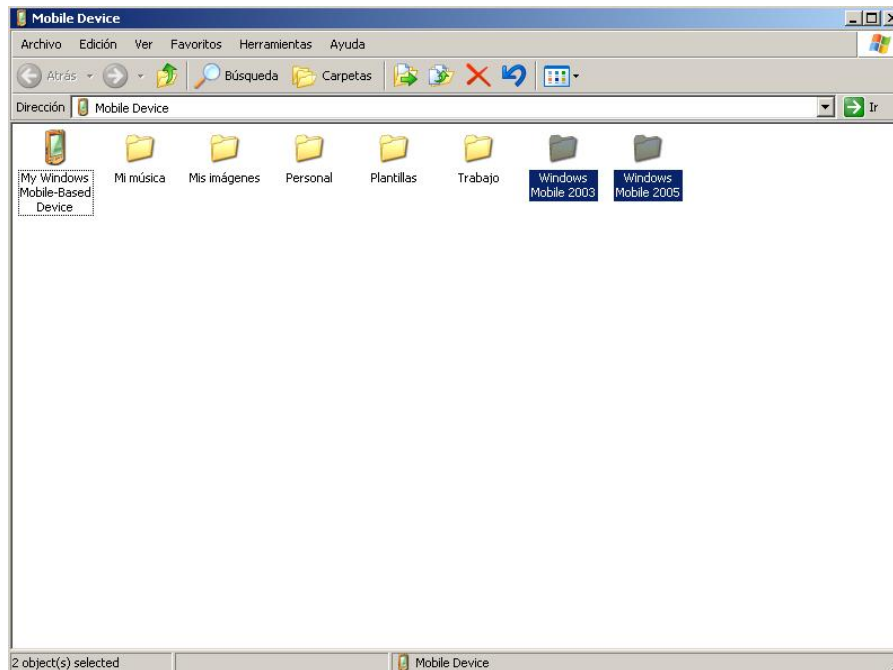 Mobile Device
Archivo Edición Ver Favoritos Herramientas Ayuda
Atrás Búsqueda Carpetas
Dirección Mobile Device Ir
My Windows
Mobile-Based
Device
Mi música
Mis imágenes
Personal
Plantillas
Trabajo
Windows
Mobile 2003
Windows
Mobile 2005
2 object(s) selected Mobile Device